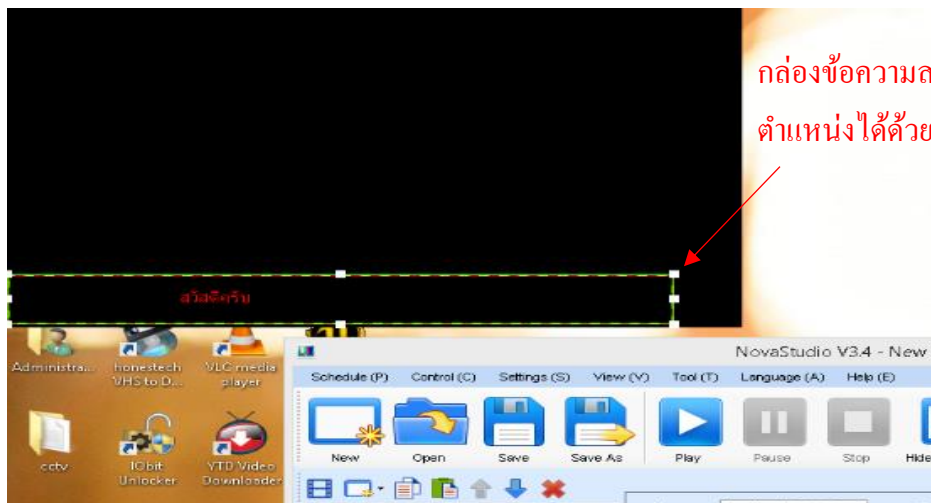 กล่องข้อความส
ตำแหน่งได้ด้วย
สวัสดีครับ
Administra...
honestech VHS to D...
VLC media player
NovaStudio V3.4 - New
Schedule (P) Control (C) Settings (S) View (V) Tool (T) Language (A) Help (E)
New Open Save Save As Play Pause Stop Hide
cctv
IObit Unlocker
YTD Video Downloader